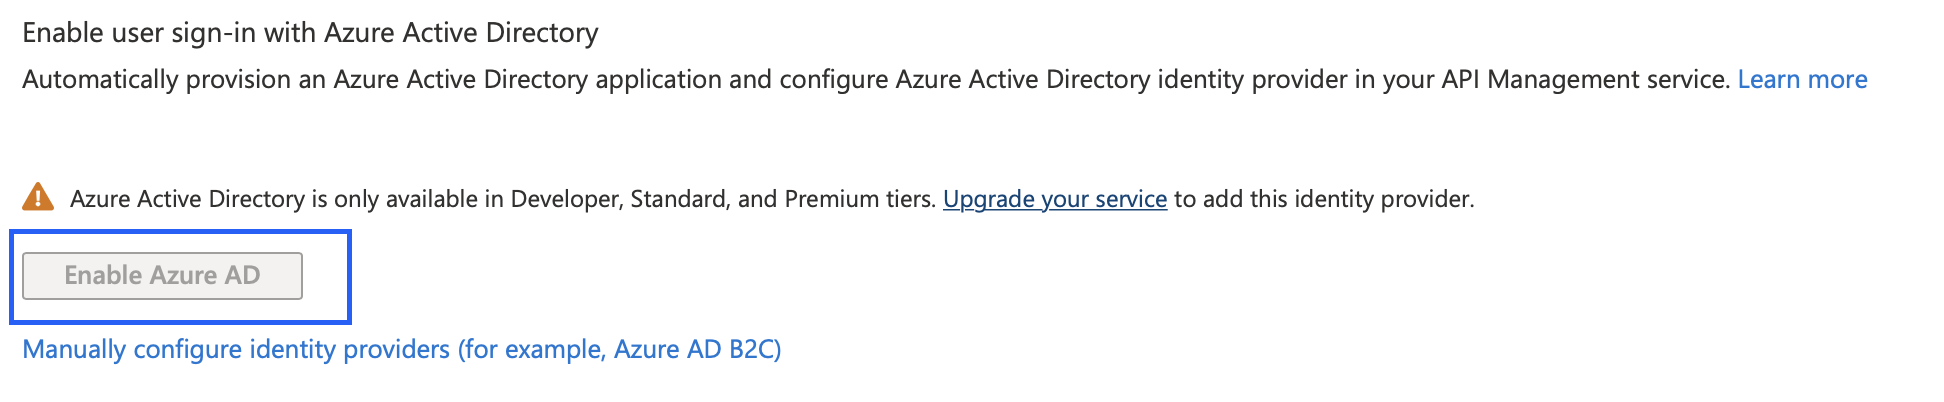 Enable user sign-in with Azure Active Directory
Automatically provision an Azure Active Directory application and configure Azure Active Directory identity provider in your API Management service. Learn more
Azure Active Directory is only available in Developer, Standard, and Premium tiers. Upgrade your service to add this identity provider.
Enable Azure AD
Manually configure identity providers (for example, Azure AD B2C)